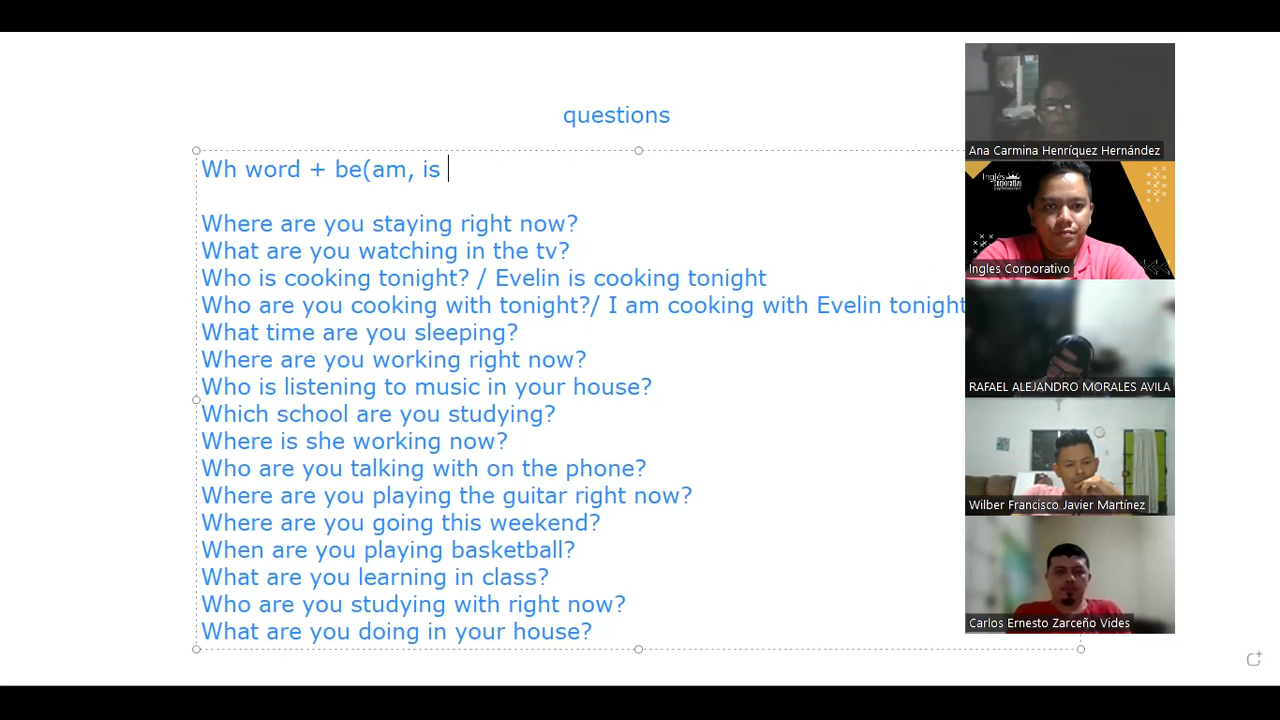 questions
Wh word + be(am, is
Where are you staying right now?
What are you watching in the tv?
Who is cooking tonight? / Evelin is cooking tonight
Who are you cooking with tonight?/ I am cooking with Evelin tonight
What time are you sleeping?
Where are you working right now?
Who is listening to music in your house?
Which school are you studying?
Where is she working now?
Who are you talking with on the phone?
Where are you playing the guitar right now?
Where are you going this weekend?
When are you playing basketball?
What are you learning in class?
Who are you studying with right now?
What are you doing in your house?
Ana Carmina Henríquez Hernández
Inglés
Corporativo
Ingles Corporativo
RAFAEL ALEJANDRO MORALES AVILA
Wilber Francisco Javier Martínez
Carlos Ernesto Zarceño Vides